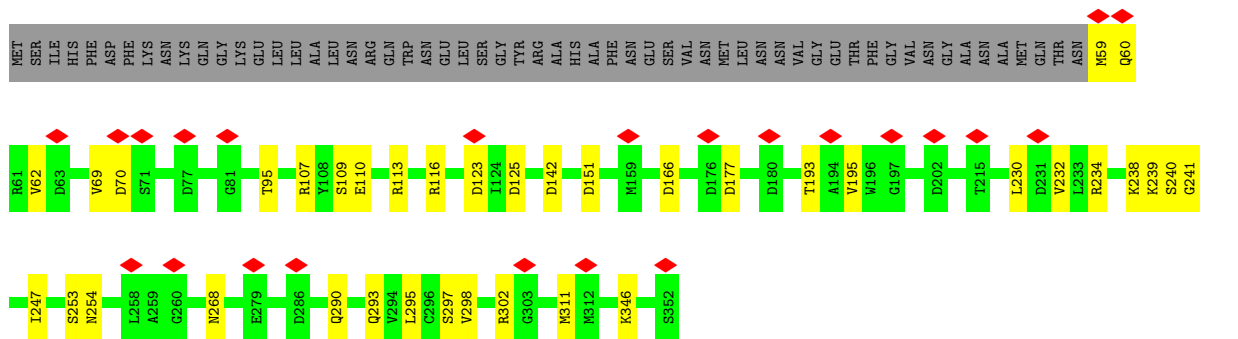 MET SER ILE HIS PHE ASP PHE LYS ASN LYS GLN GLY LYS GLU LEU LEU ALA LEU ASN ARG GLN TRP ASN GLU LEU SER GLY TYR ARG ALA HIS ALA PHE ASN GLU SER VAL ASN MET LEU ASN ASN VAL GLY GLU THR PHE GLY VAL ASN GLY ALA ASN ALA MET GLN THR ASN M59 Q60
R61 V62 D63 V69 D70 S71 D77 G81 T95 R107 Y108 S109 E110 R113 R116 D123 I124 D125 D142 D151 M159 D166 D176 D177 D180 T193 A194 V195 W196 G197 D202 T215 L230 D231 V232 L233 R234 K238 K239 S240 G241
I247 S253 N254 L258 A259 G260 N268 E279 D286 Q290 Q293 V294 L295 C296 S297 V298 R302 G303 M311 M312 K346 S352